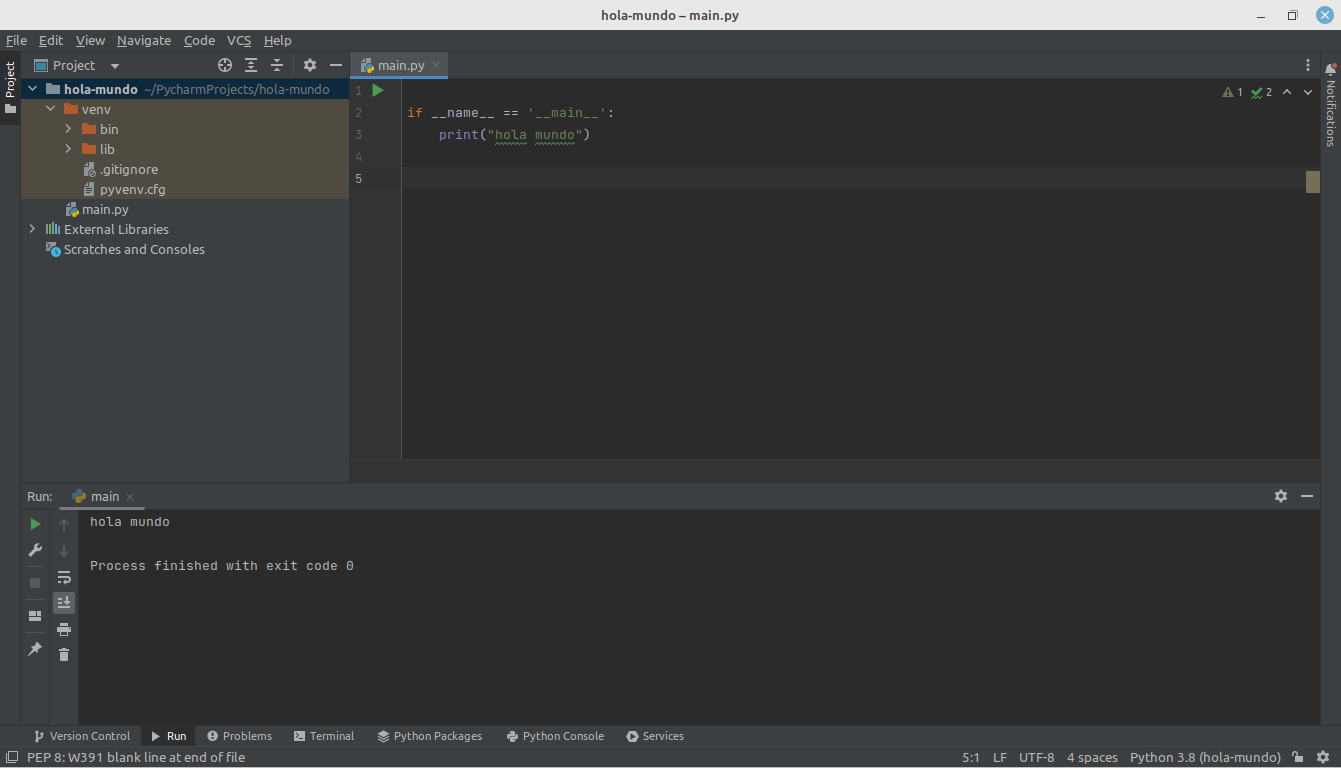 hola-mundo – main.py
File Edit View Navigate Code VCS Help
Project
Project
main.py
Notifications
hola-mundo ~/PycharmProjects/hola-mundo
venv
bin
lib
.gitignore
pyvenv.cfg
main.py
External Libraries
Scratches and Consoles
1
2 if __name__ == '__main__':
3 print("hola mundo")
4
5
1 2
Run: main
hola mundo
Process finished with exit code 0
Version Control Run Problems Terminal Python Packages Python Console Services
PEP 8: W391 blank line at end of file 5:1 LF UTF-8 4 spaces Python 3.8 (hola-mundo)